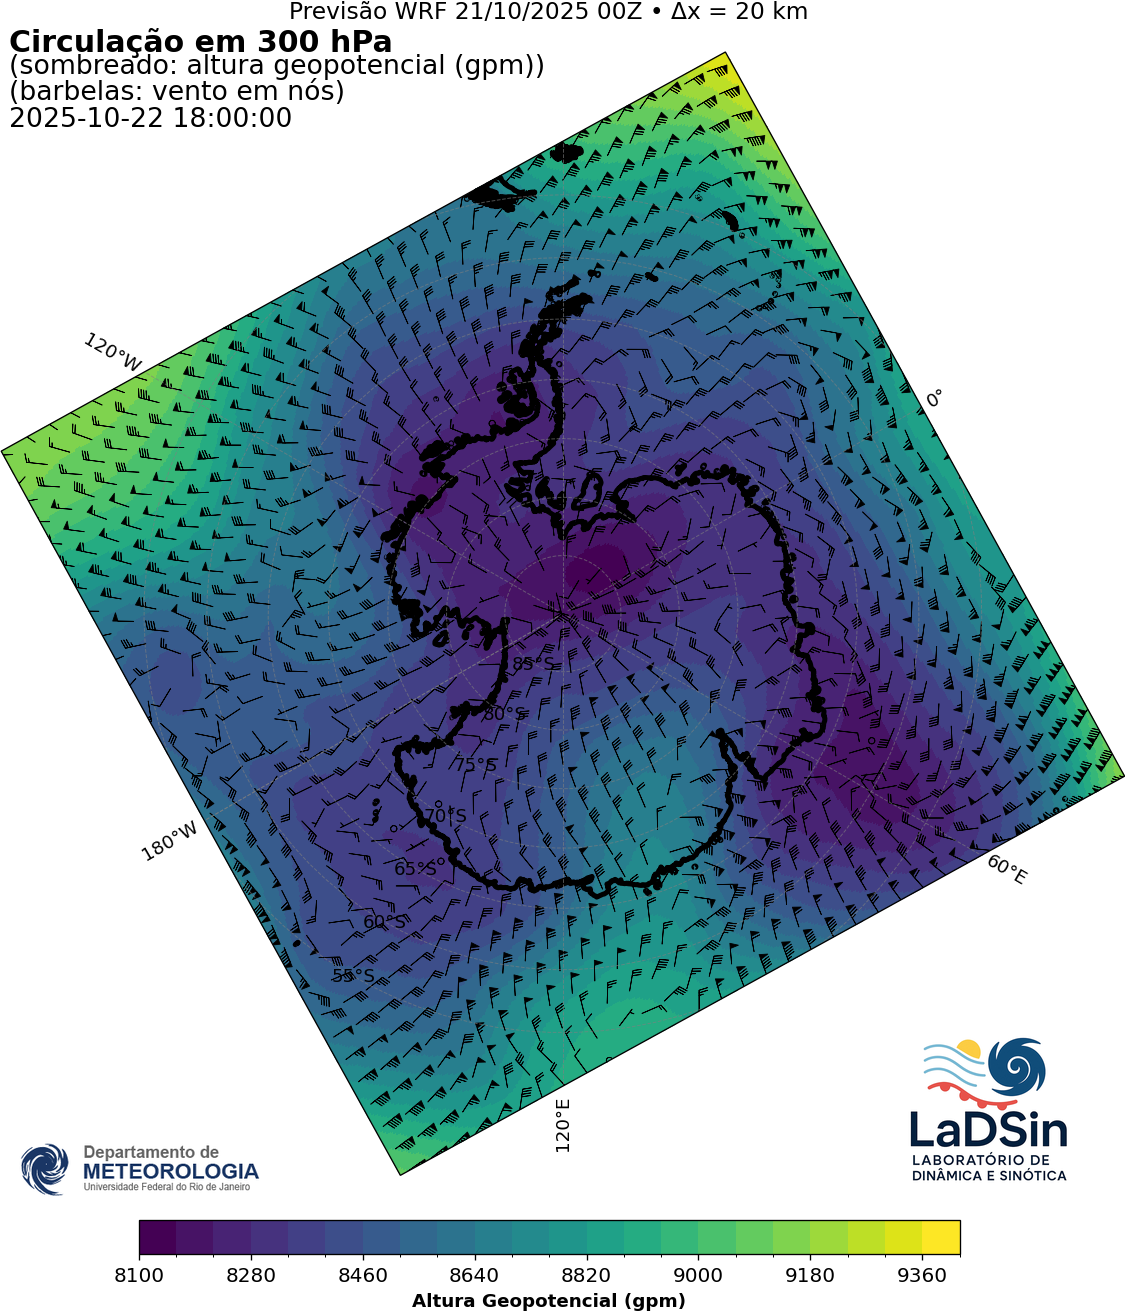 Previsão WRF 21/10/2025 00Z • Δx = 20 km
Circulação em 300 hPa
(sombreado: altura geopotencial (gpm))
(barbelas: vento em nós)
2025-10-22 18:00:00
120°W
0°
85°S
80°S
75°S
70°S
65°S
60°S
55°S
180°W
60°E
120°E
LaDSin
LABORATÓRIO DE
DINÂMICA E SINÓTICA
Departamento de
METEOROLOGIA
Universidade Federal do Rio de Janeiro
8100 8280 8460 8640 8820 9000 9180 9360
Altura Geopotencial (gpm)